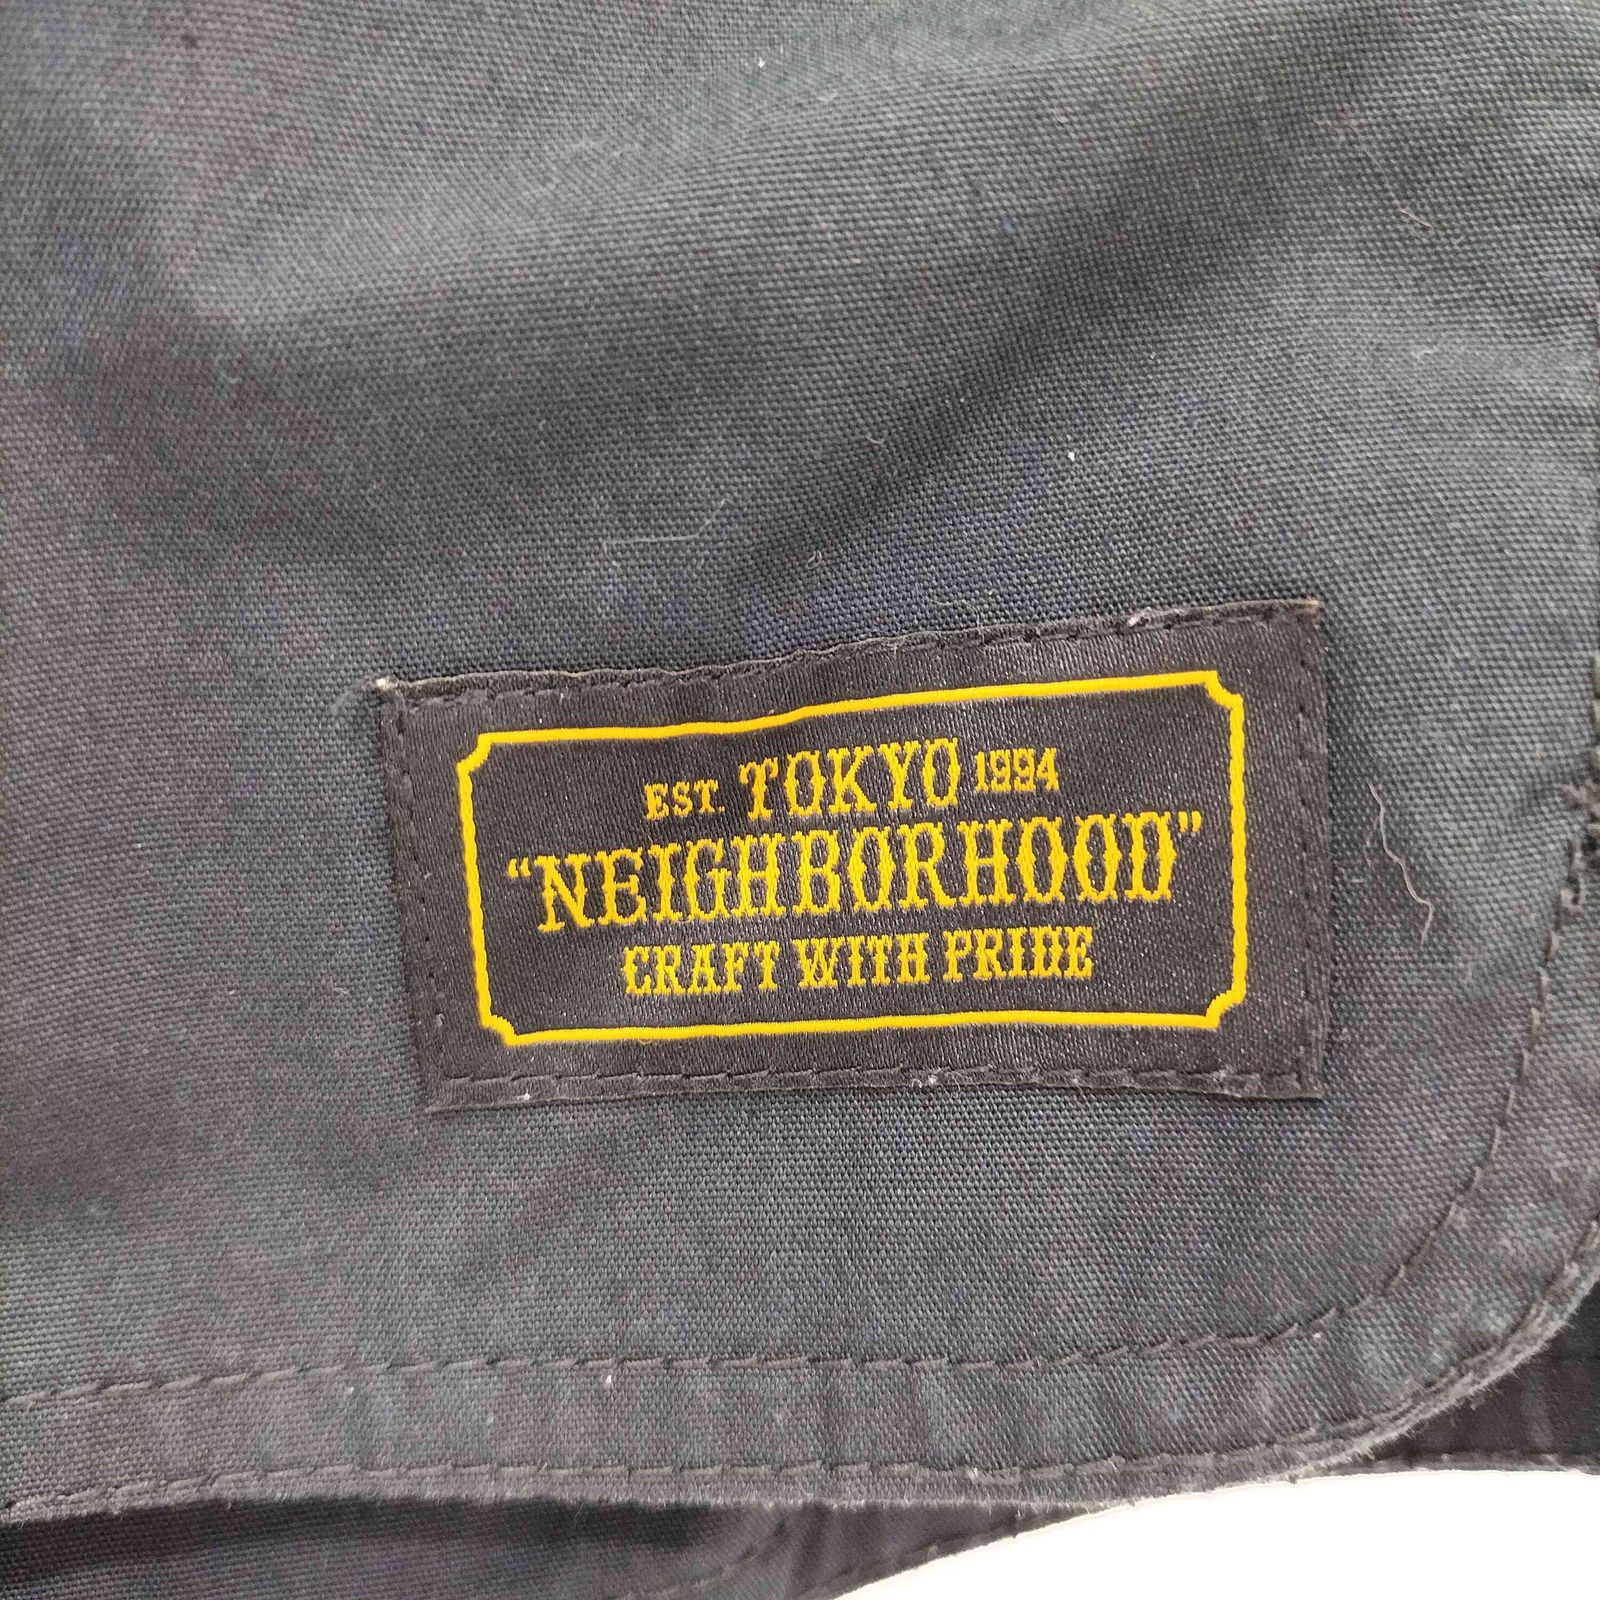 EST. TOKYO 1994
“NEIGHBORHOOD”
CRAFT WITH PRIDE